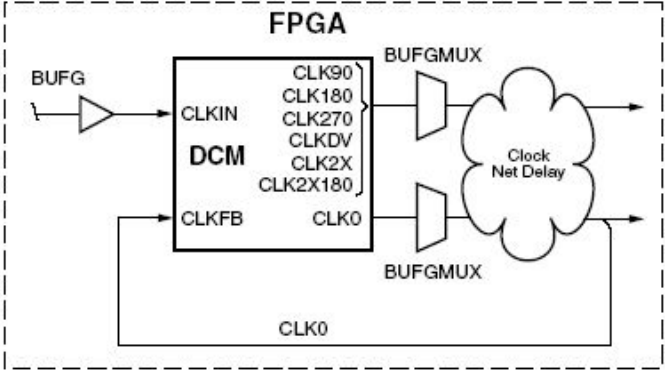 FPGA
BUFG
BUFGMUX
CLK90
CLK180
CLKIN
CLK270
CLKDV
DCM
CLK2X
CLK2X180
Clock
Net Delay
CLKFB
CLK0
BUFGMUX
CLK0